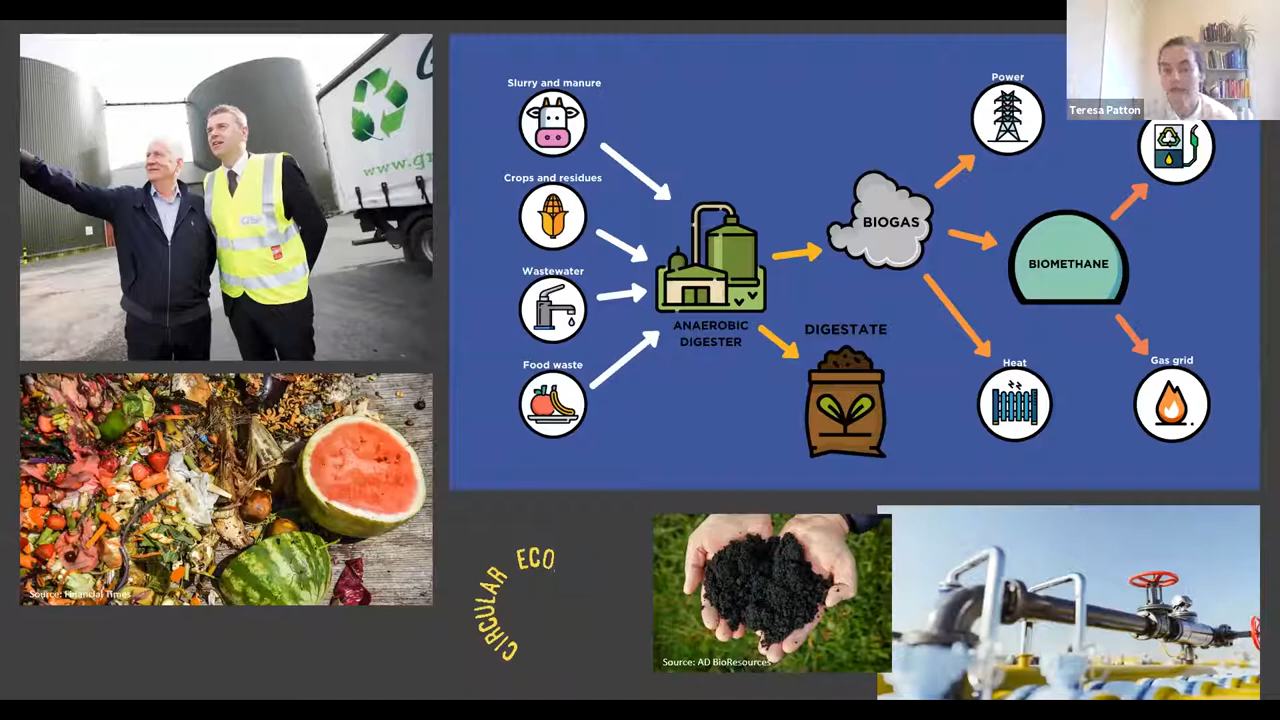 Teresa Patton
Slurry and manure
Crops and residues
Wastewater
Food waste
ANAEROBIC
DIGESTER
BIOGAS
DIGESTATE
Power
BIOMETHANE
Heat
Gas grid
www.gr
Source: Financial Times
CIRCULAR ECO
Source: AD BioResources